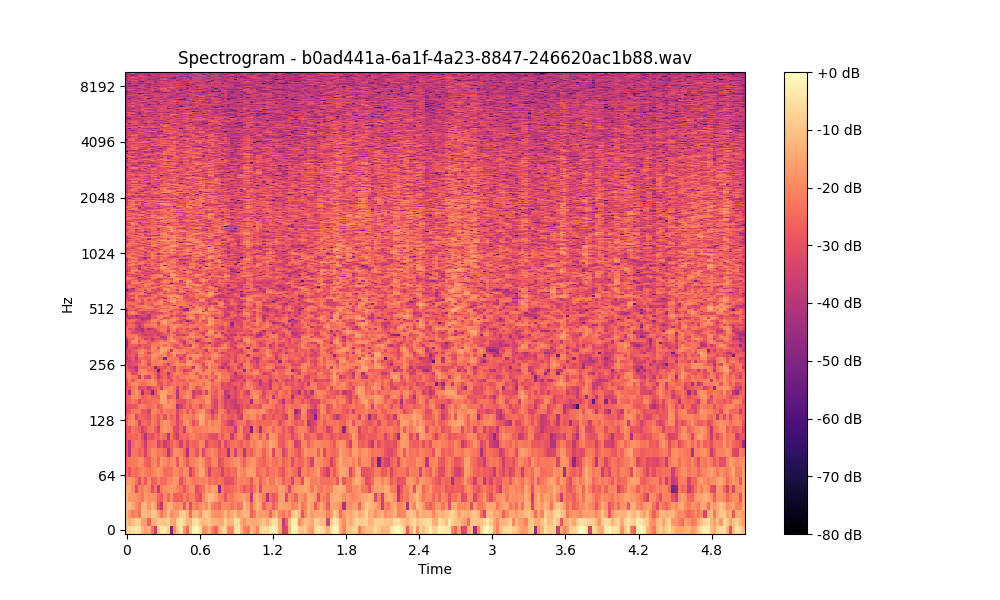 Spectrogram - b0ad441a-6a1f-4a23-8847-246620ac1b88.wav
+0 dB
8192
-10 dB
4096
-20 dB
2048
-30 dB
1024
Hz
512
-40 dB
256
-50 dB
128
-60 dB
64
-70 dB
0
-80 dB
0 0.6 1.2 1.8 2.4 3 3.6 4.2 4.8
Time